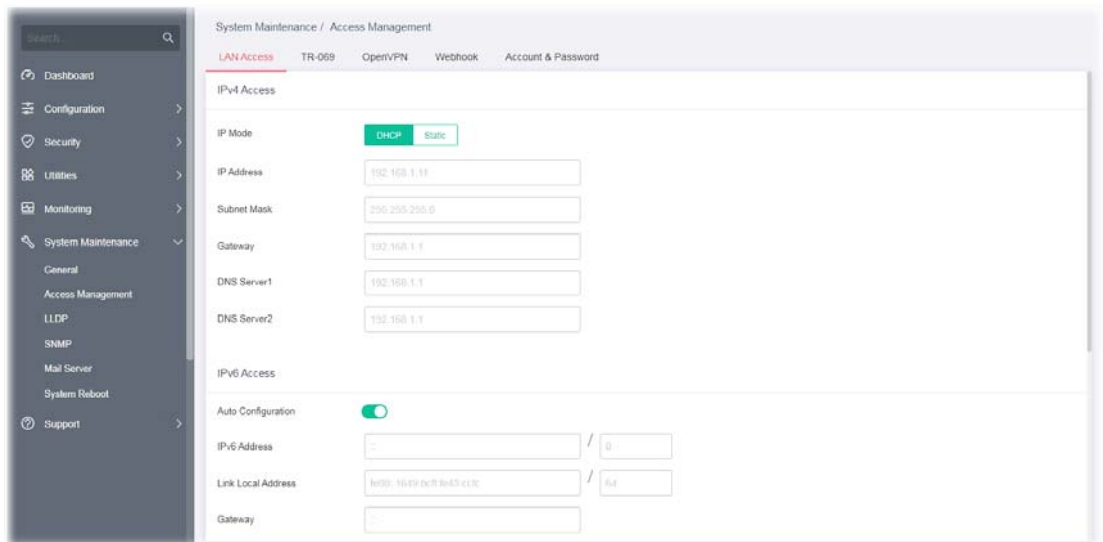 Search...
Dashboard
Configuration
Security
Utilities
Monitoring
System Maintenance
General
Access Management
LLDP
SNMP
Mail Server
System Reboot
Support
System Maintenance / Access Management
LAN Access TR-069 OpenVPN Webhook Account & Password
IPv4 Access
IP Mode DHCP Static
IP Address 192.168.1.11
Subnet Mask 255.255.255.0
Gateway 192.168.1.1
DNS Server1 192.168.1.1
DNS Server2 192.168.1.1
IPv6 Access
Auto Configuration
IPv6 Address :: / 0
Link Local Address / 64
Gateway ::